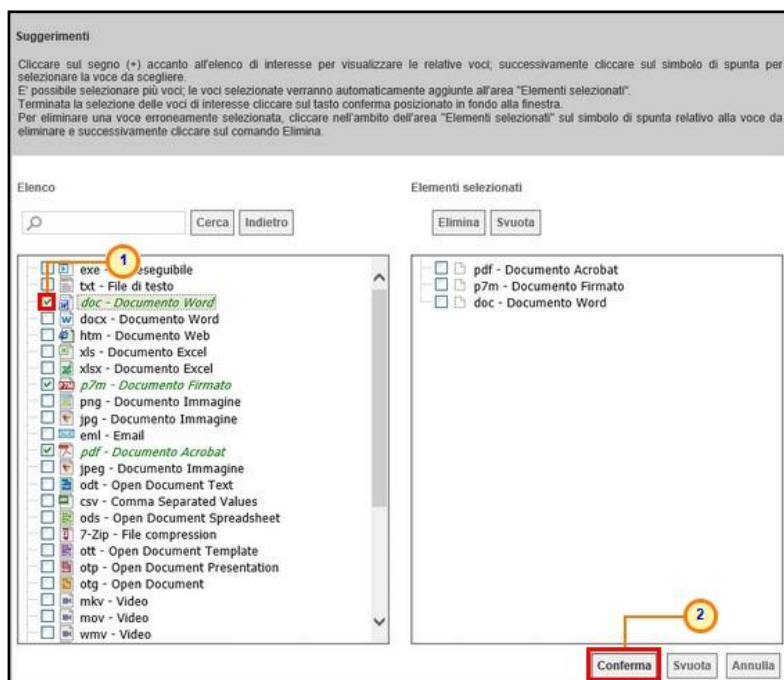 Suggerimenti
Cliccare sul segno (+) accanto all'elenco di interesse per visualizzare le relative voci; successivamente cliccare sul simbolo di spunta per
selezionare la voce da scegliere.
E' possibile selezionare più voci; le voci selezionate verranno automaticamente aggiunte all'area "Elementi selezionati".
Terminata la selezione delle voci di interesse cliccare sul tasto conferma posizionato in fondo alla finestra.
Per eliminare una voce erroneamente selezionata, cliccare nell'ambito dell'area "Elementi selezionati" sul simbolo di spunta relativo alla voce da
eliminare e successivamente cliccare sul comando Elimina.
Elenco
Cerca Indietro
1
exe - eseguibile
txt - File di testo
doc - Documento Word
docx - Documento Word
htm - Documento Web
xls - Documento Excel
xlsx - Documento Excel
p7m - Documento Firmato
png - Documento Immagine
jpg - Documento Immagine
eml - Email
pdf - Documento Acrobat
jpeg - Documento Immagine
odt - Open Document Text
csv - Comma Separated Values
ods - Open Document Spreadsheet
7-Zip - File compression
ott - Open Document Template
otp - Open Document Presentation
otg - Open Document
mkv - Video
mov - Video
wmv - Video
Elementi selezionati
Elimina Svuota
pdf - Documento Acrobat
p7m - Documento Firmato
doc - Documento Word
2
Conferma Svuota Annulla